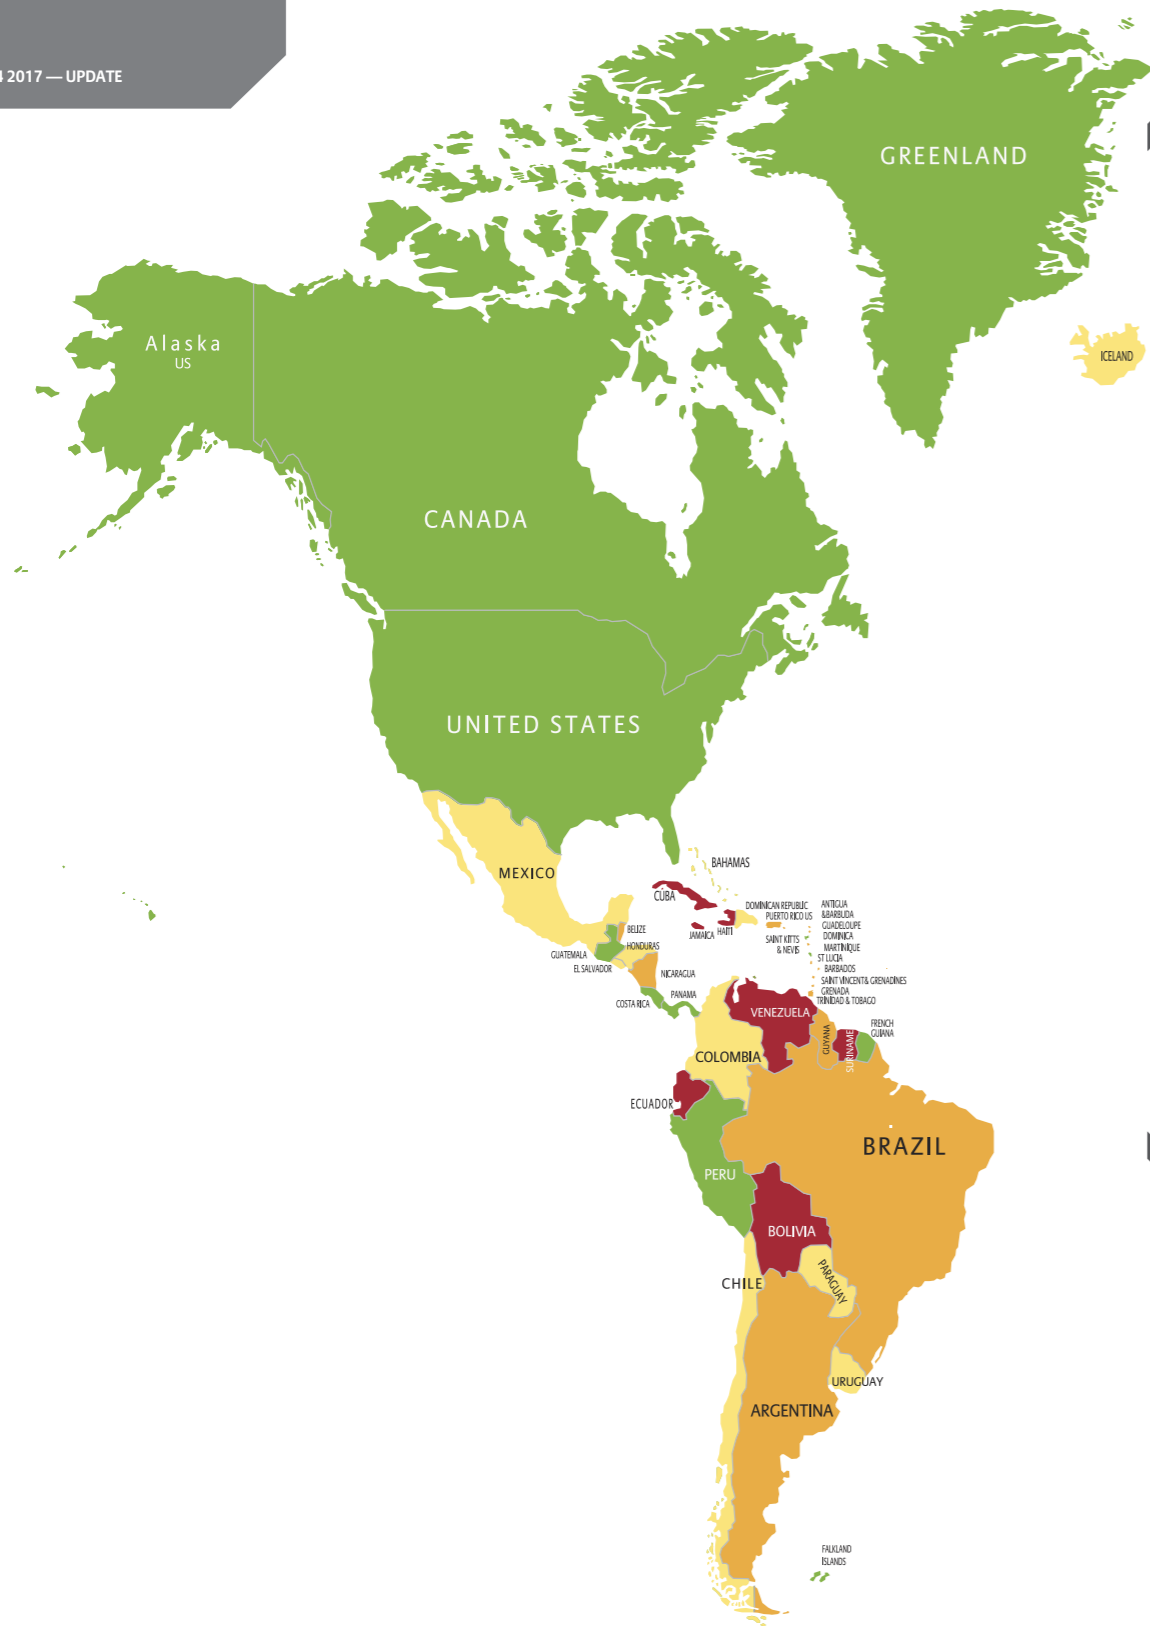 2017 — UPDATE
GREENLAND
Alaska
US
ICELAND
CANADA
UNITED STATES
MEXICO
BAHAMAS
CUBA
DOMINICAN REPUBLIC
PUERTO RICO US
JAMAICA
HAITI
ANTIGUA
&BARBUDA
GUADELOUPE
DOMINICA
MARTINIQUE
ST LUCIA
BARBADOS
SAINT VINCENT& GRENADINES
GRENADA
TRINIDAD & TOBAGO
SAINT KITTS
& NEVIS
BELIZE
HONDURAS
GUATEMALA
EL SALVADOR
NICARAGUA
COSTA RICA
PANAMA
VENEZUELA
GUYANA
SURINAME
FRENCH
GUIANA
COLOMBIA
ECUADOR
BRAZIL
PERU
BOLIVIA
CHILE
PARAGUAY
URUGUAY
ARGENTINA
FALKLAND
ISLANDS